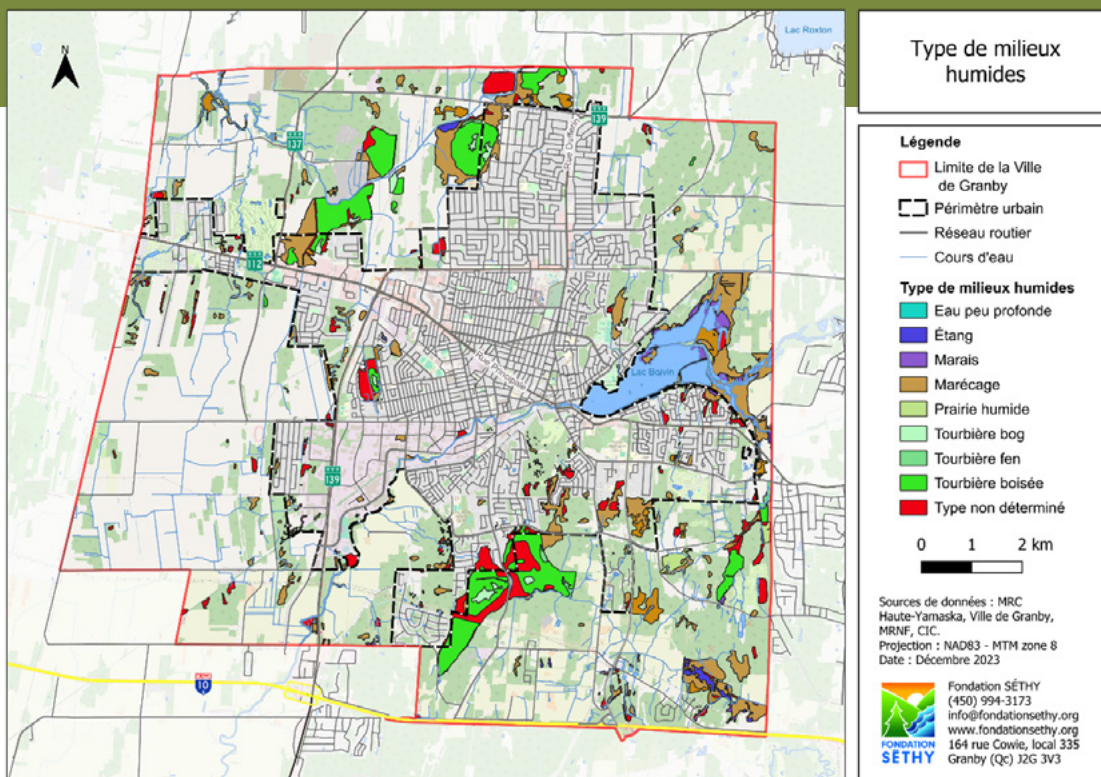 Type de milieux
humides
Lac Roxton
N
139
137
Rue Dufferin
112
Rue Principale
Lac Boivin
139
10
Légende
Limite de la Ville
de Granby
Périmètre urbain
Réseau routier
Cours d'eau
Type de milieux humides
Eau peu profonde
Étang
Marais
Marécage
Prairie humide
Tourbière bog
Tourbière fen
Tourbière boisée
Type non déterminé
0 1 2 km
Sources de données : MRC
Haute-Yamaska, Ville de Granby,
MRNF, CIC.
Projection : NAD83 - MTM zone 8
Date : Décembre 2023
FONDATION
SÉTHY
Fondation SÉTHY
(450) 994-3173
info@fondationsethy.org
www.fondationsethy.org
164 rue Cowie, local 335
Granby (Qc) J2G 3V3